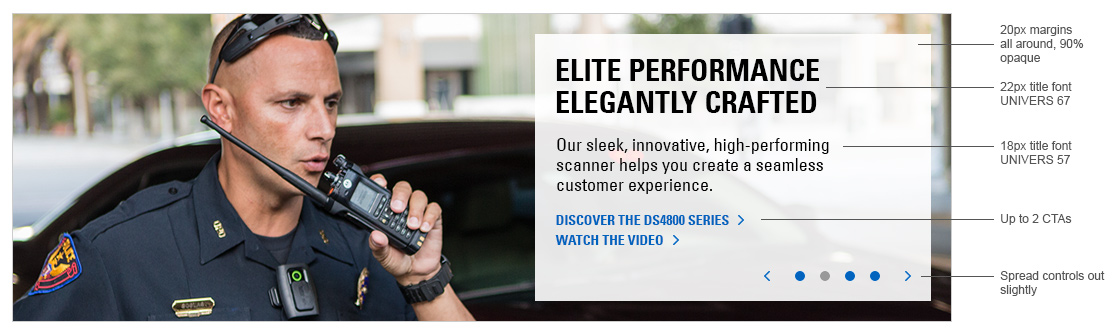 ELITE PERFORMANCE
ELEGANTLY CRAFTED
Our sleek, innovative, high-performing
scanner helps you create a seamless
customer experience.
DISCOVER THE DS4800 SERIES
WATCH THE VIDEO
20px margins
all around, 90%
opaque
22px title font
UNIVERS 67
18px title font
UNIVERS 57
Up to 2 CTAs
Spread controls out
slightly